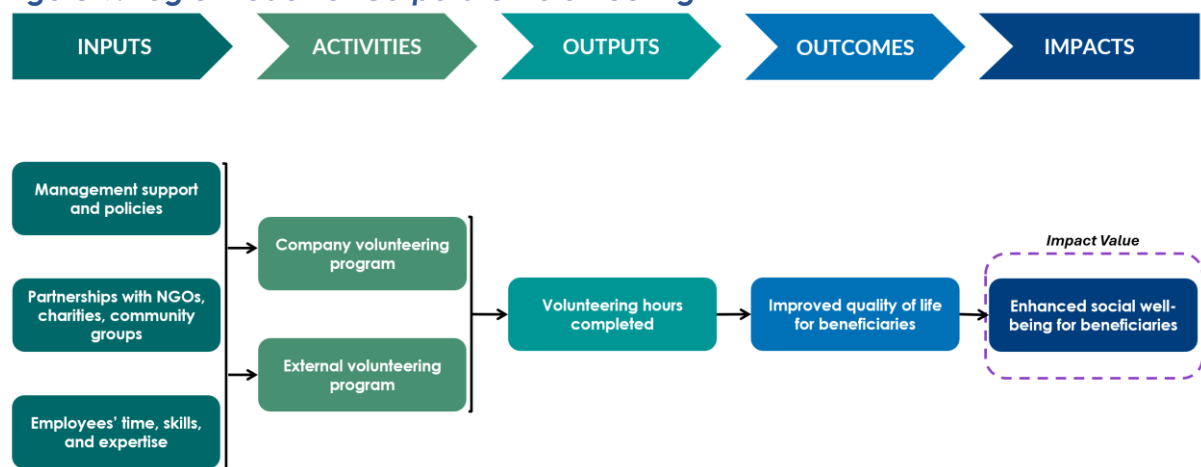 INPUTS
ACTIVITIES
OUTPUTS
OUTCOMES
IMPACTS
Management support
and policies
Partnerships with NGOs,
charities, community
groups
Employees' time, skills,
and expertise
Company volunteering
program
External volunteering
program
Volunteering hours
completed
Improved quality of life
for beneficiaries
Impact Value
Enhanced social well-
being for beneficiaries